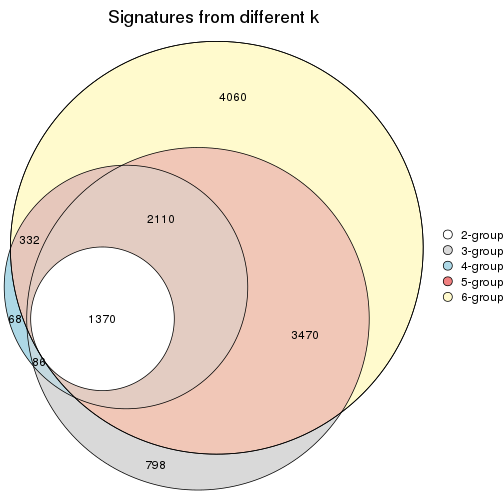 Signatures from different k
4060
2110
332
1370
68
3470
86
798
2-group
3-group
4-group
5-group
6-group